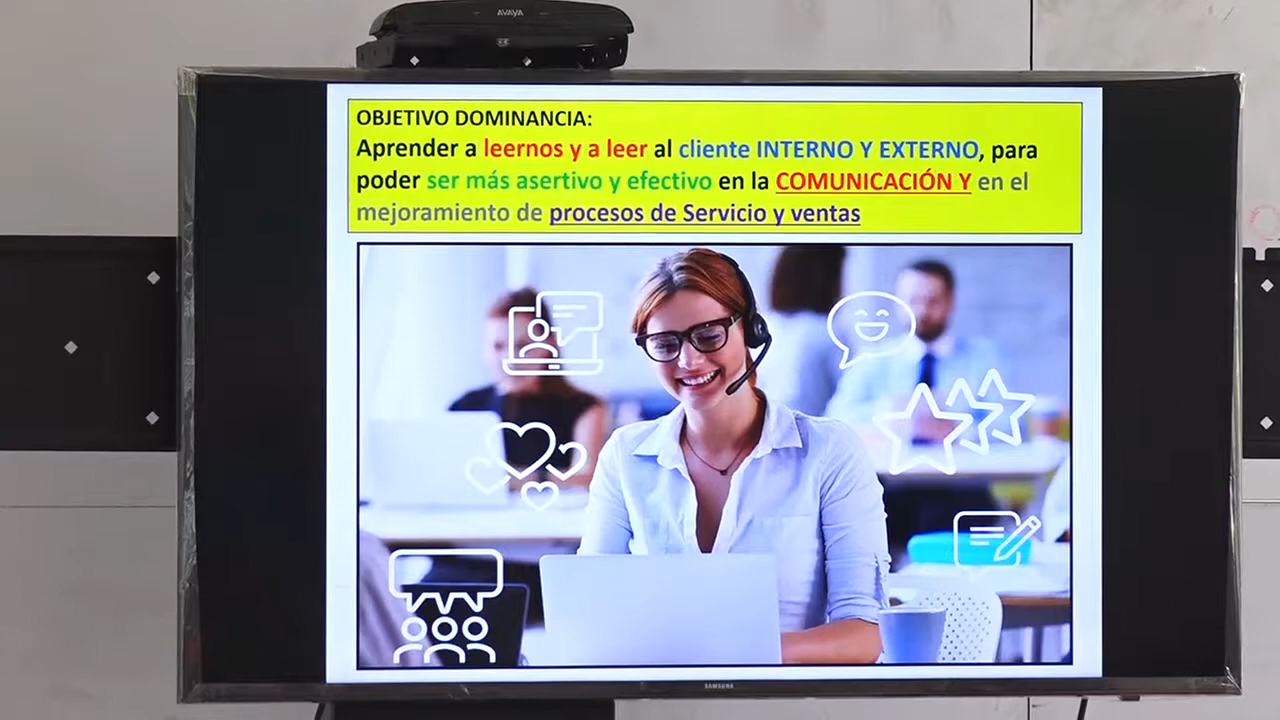 AVAYA
OBJETIVO DOMINANCIA:
Aprender a leernos y a leer al cliente INTERNO Y EXTERNO, para
poder ser más asertivo y efectivo en la COMUNICACIÓN Y en el
mejoramiento de procesos de Servicio y ventas
SAMSUNG